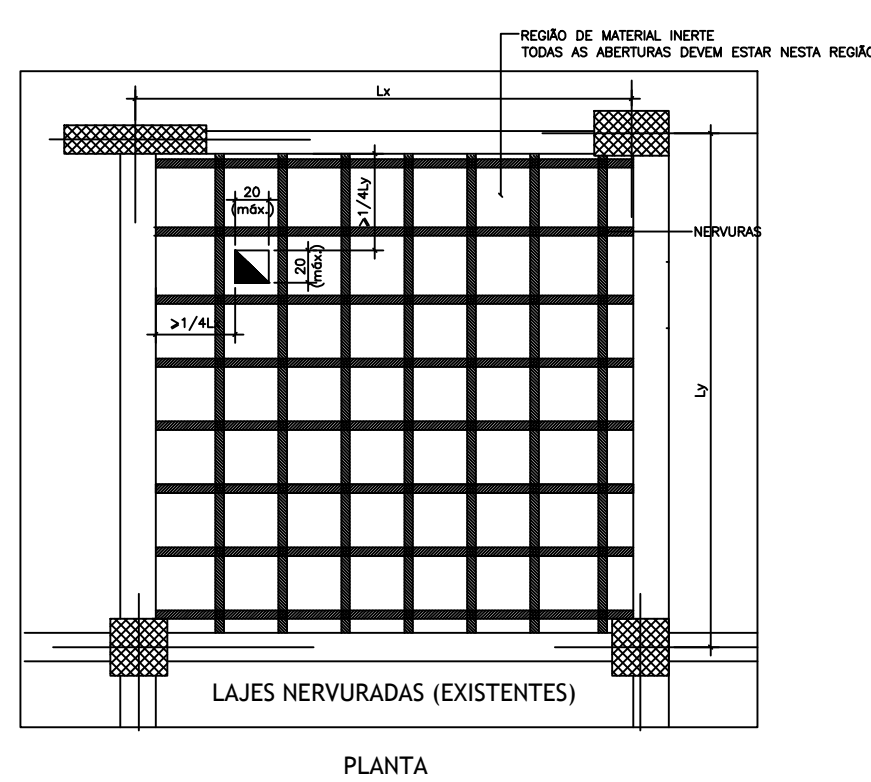 REGIÃO DE MATERIAL INERTE
TODAS AS ABERTURAS DEVEM ESTAR NESTA REGIÃO
Lx
20
(máx.)
>1/4Ly
NERVURAS
20
(máx.)
⩾1/4Lx
Ly
LAJES NERVURADAS (EXISTENTES)
PLANTA